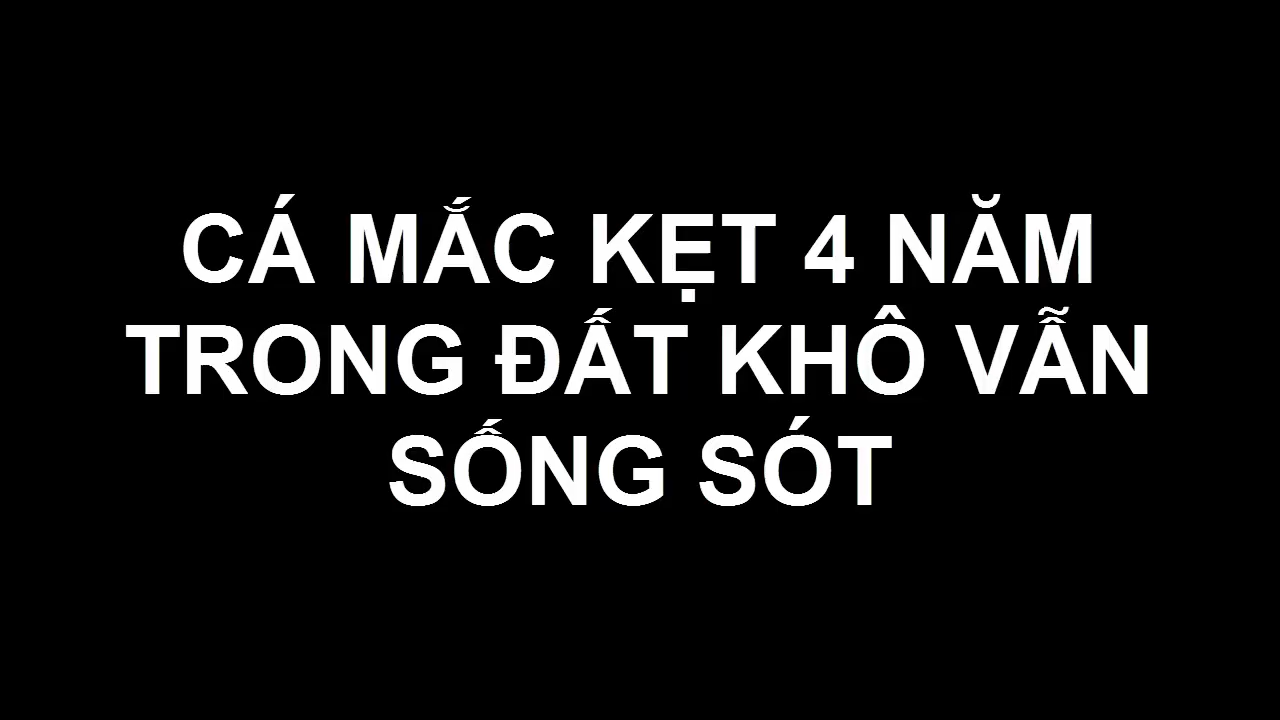 CÁ MẮC KẸT 4 NĂM
TRONG ĐẤT KHÔ VẪN
SỐNG SÓT